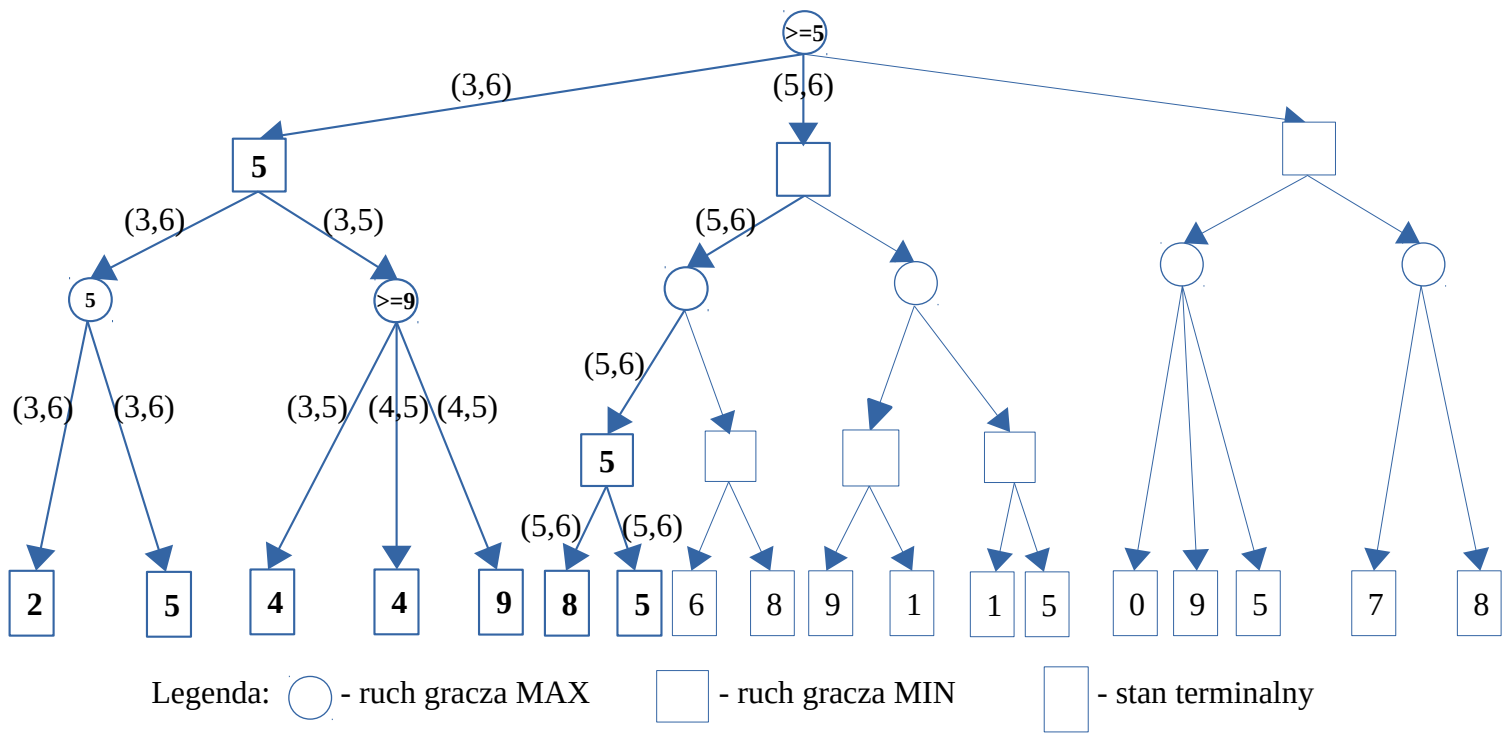 >=5
(3,6) (5,6)
5
(3,6) (3,5) (5,6)
5 >=9
(5,6)
(3,6) (3,6) (3,5) (4,5) (4,5)
5
(5,6) (5,6)
2 5 4 4 9 8 5 6 8 9 1 1 5 0 9 5 7 8
Legenda: - ruch gracza MAX - ruch gracza MIN - stan terminalny